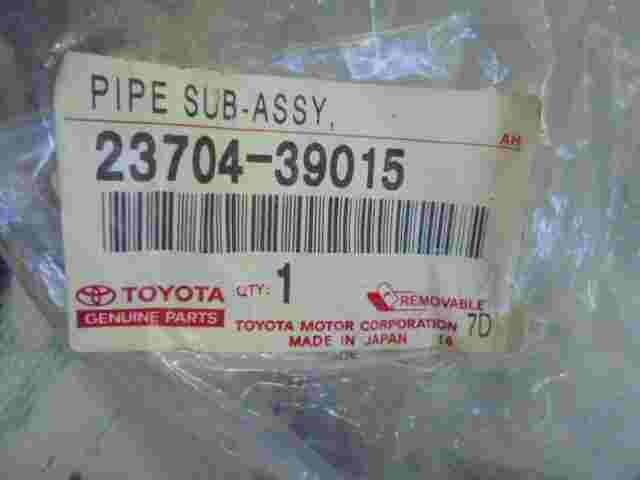 PIPE SUB-ASSY,
AH
23704-39015
TOYOTA QTY: 1 REMOVABLE
GENUINE PARTS TOYOTA MOTOR CORPORATION 7D
MADE IN JAPAN 16